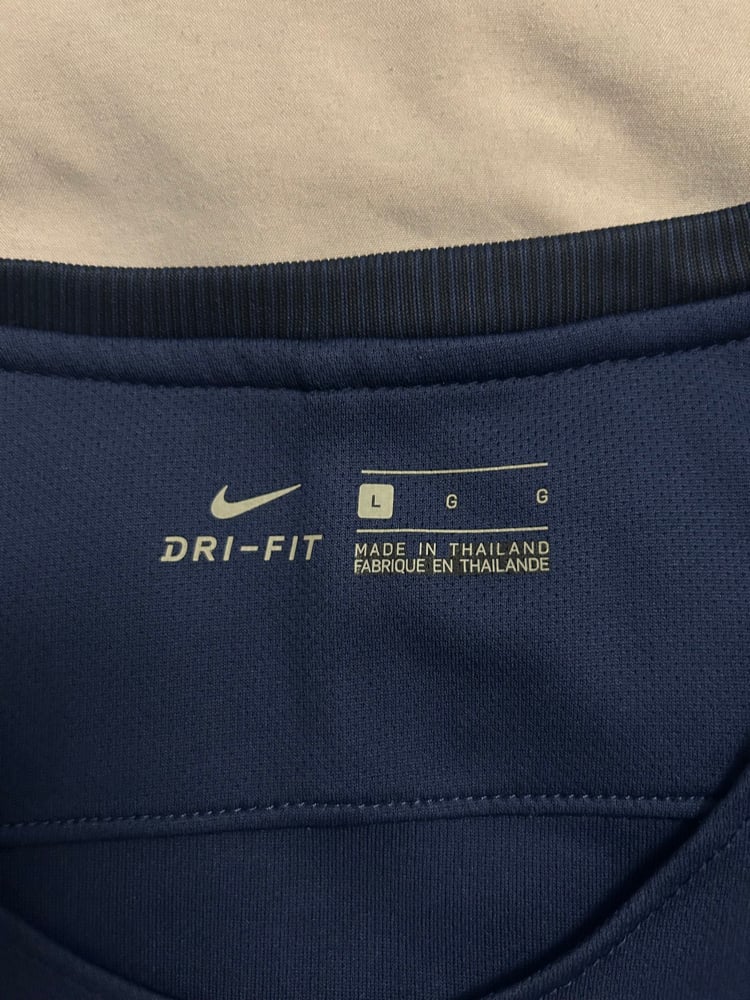 DRI-FIT
L G G
MADE IN THAILAND
FABRIQUE EN THAILANDE